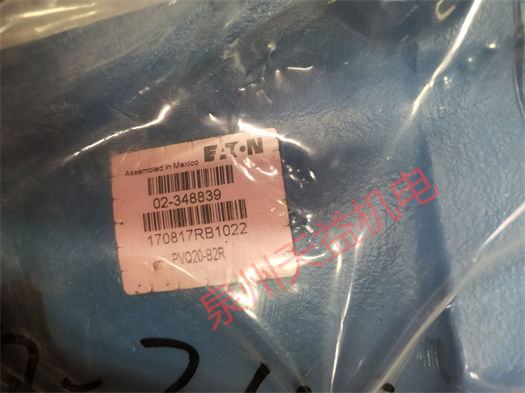 Assembled in Mexico EATON
02-348839
170817RB1022
PVQ20-B2R
泉州天益机电